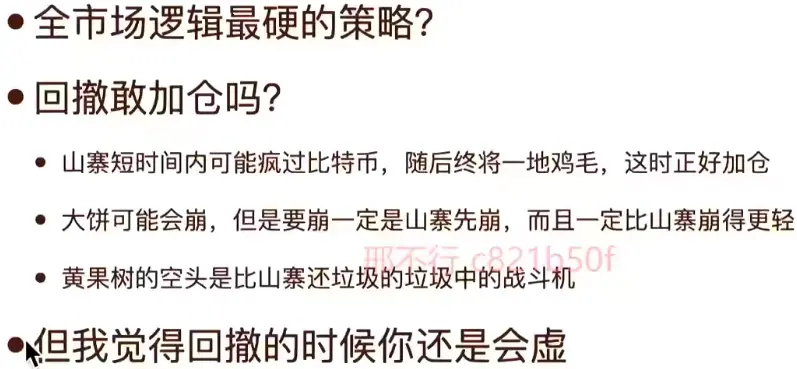 • 全市场逻辑最硬的策略？
• 回撤敢加仓吗？
• 山寨短时间内可能疯过比特币，随后终将一地鸡毛，这时正好加仓
• 大饼可能会崩，但是要崩一定是山寨先崩，而且一定比山寨崩得更轻
邢不行 c821b50f
• 黄果树的空头是比山寨还垃圾的垃圾中的战斗机
• 但我觉得回撤的时候你还是会虚